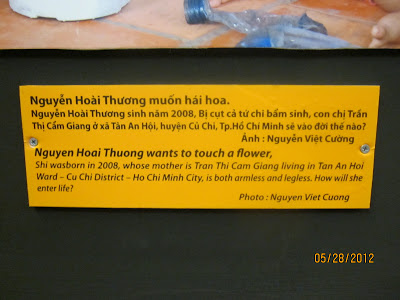 Nguyễn Hoài Thương muốn hái hoa.
Nguyễn Hoài Thương sinh năm 2008, Bị cụt cả tứ chi bẩm sinh, con chị Trần
Thị Cẩm Giang ở xã Tân An Hội, huyện Củ Chi, Tp.Hồ Chí Minh sẽ vào đời thế nào?
Ảnh : Nguyễn Việt Cường
Nguyen Hoai Thuong wants to touch a flower,
Shi wasborn in 2008, whose mother is Tran Thi Cam Giang living in Tan An Hoi
Ward – Cu Chi District – Ho Chi Minh City, is both armless and legless. How will she
enter life?
Photo : Nguyen Viet Cuong
05/28/2012